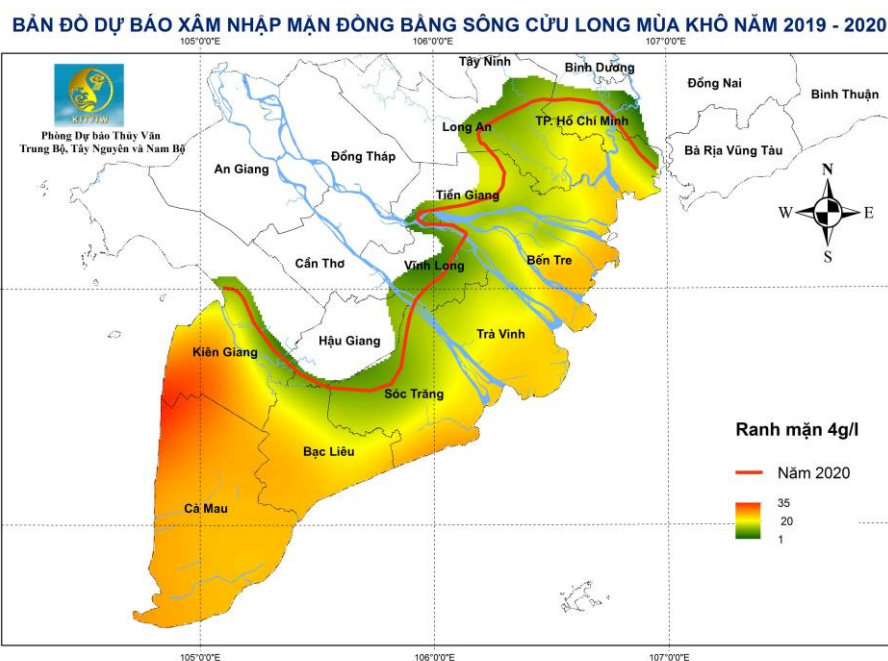 BẢN ĐỒ DỰ BÁO XÂM NHẬP MẶN ĐỒNG BẰNG SÔNG CỬU LONG MÙA KHÔ NĂM 2019 - 2020
105°0'0"E
106°0'0"E
107°0'0"E
Tây Ninh
Bình Dương
Đồng Nai
Bình Thuận
KTTVTW
Phòng Dự báo Thủy Văn
Trung Bộ, Tây Nguyên và Nam Bộ
Long An
TP. Hồ Chí Minh
Bà Rịa Vũng Tàu
An Giang
Đồng Tháp
Tiền Giang
N
W
E
S
Cần Thơ
Vĩnh Long
Bến Tre
Kiên Giang
Hậu Giang
Trà Vinh
Sóc Trăng
Bạc Liêu
Cà Mau
Ranh mặn 4g/l
Năm 2020
35
20
1
105°0'0"E
106°0'0"E
107°0'0"E